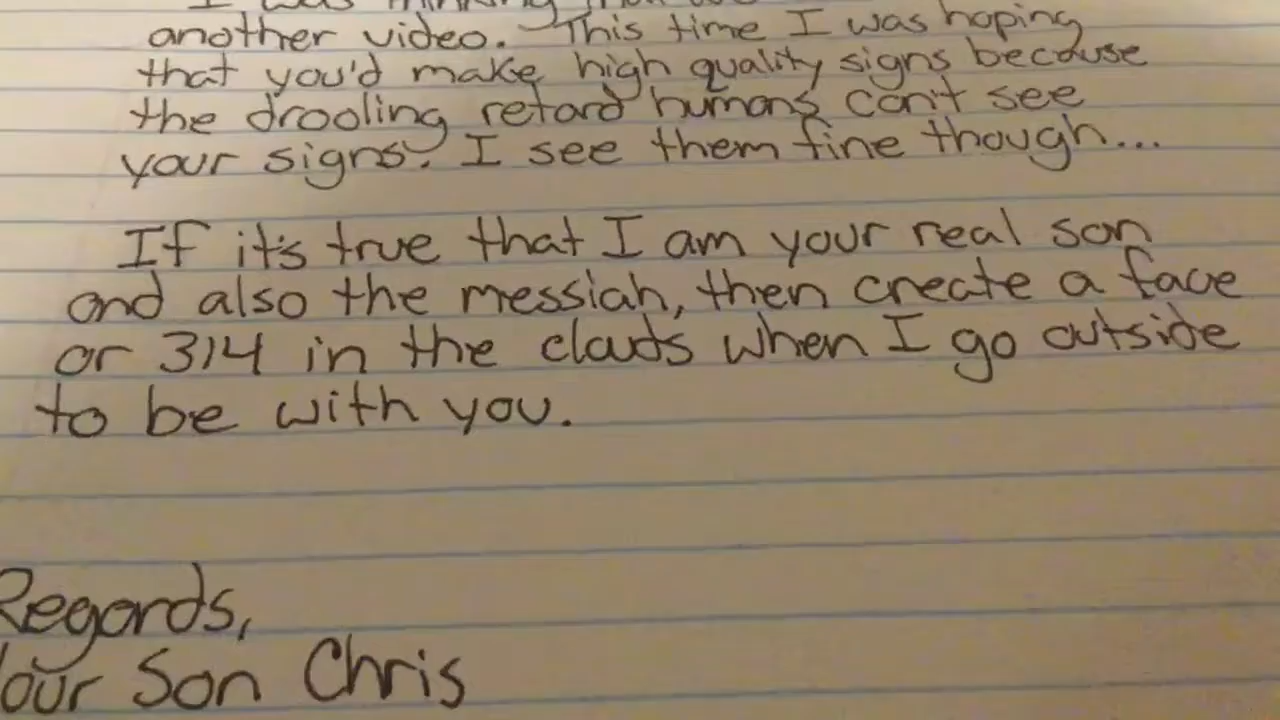 I was thinking
another video. This time I was hoping
that you'd make high quality signs because
the drooling retard humans can't see
your signs. I see them fine though...
If it's true that I am your real son
and also the messiah, then create a face
or 314 in the clouds when I go outside
to be with you.
Regards,
Your Son Chris